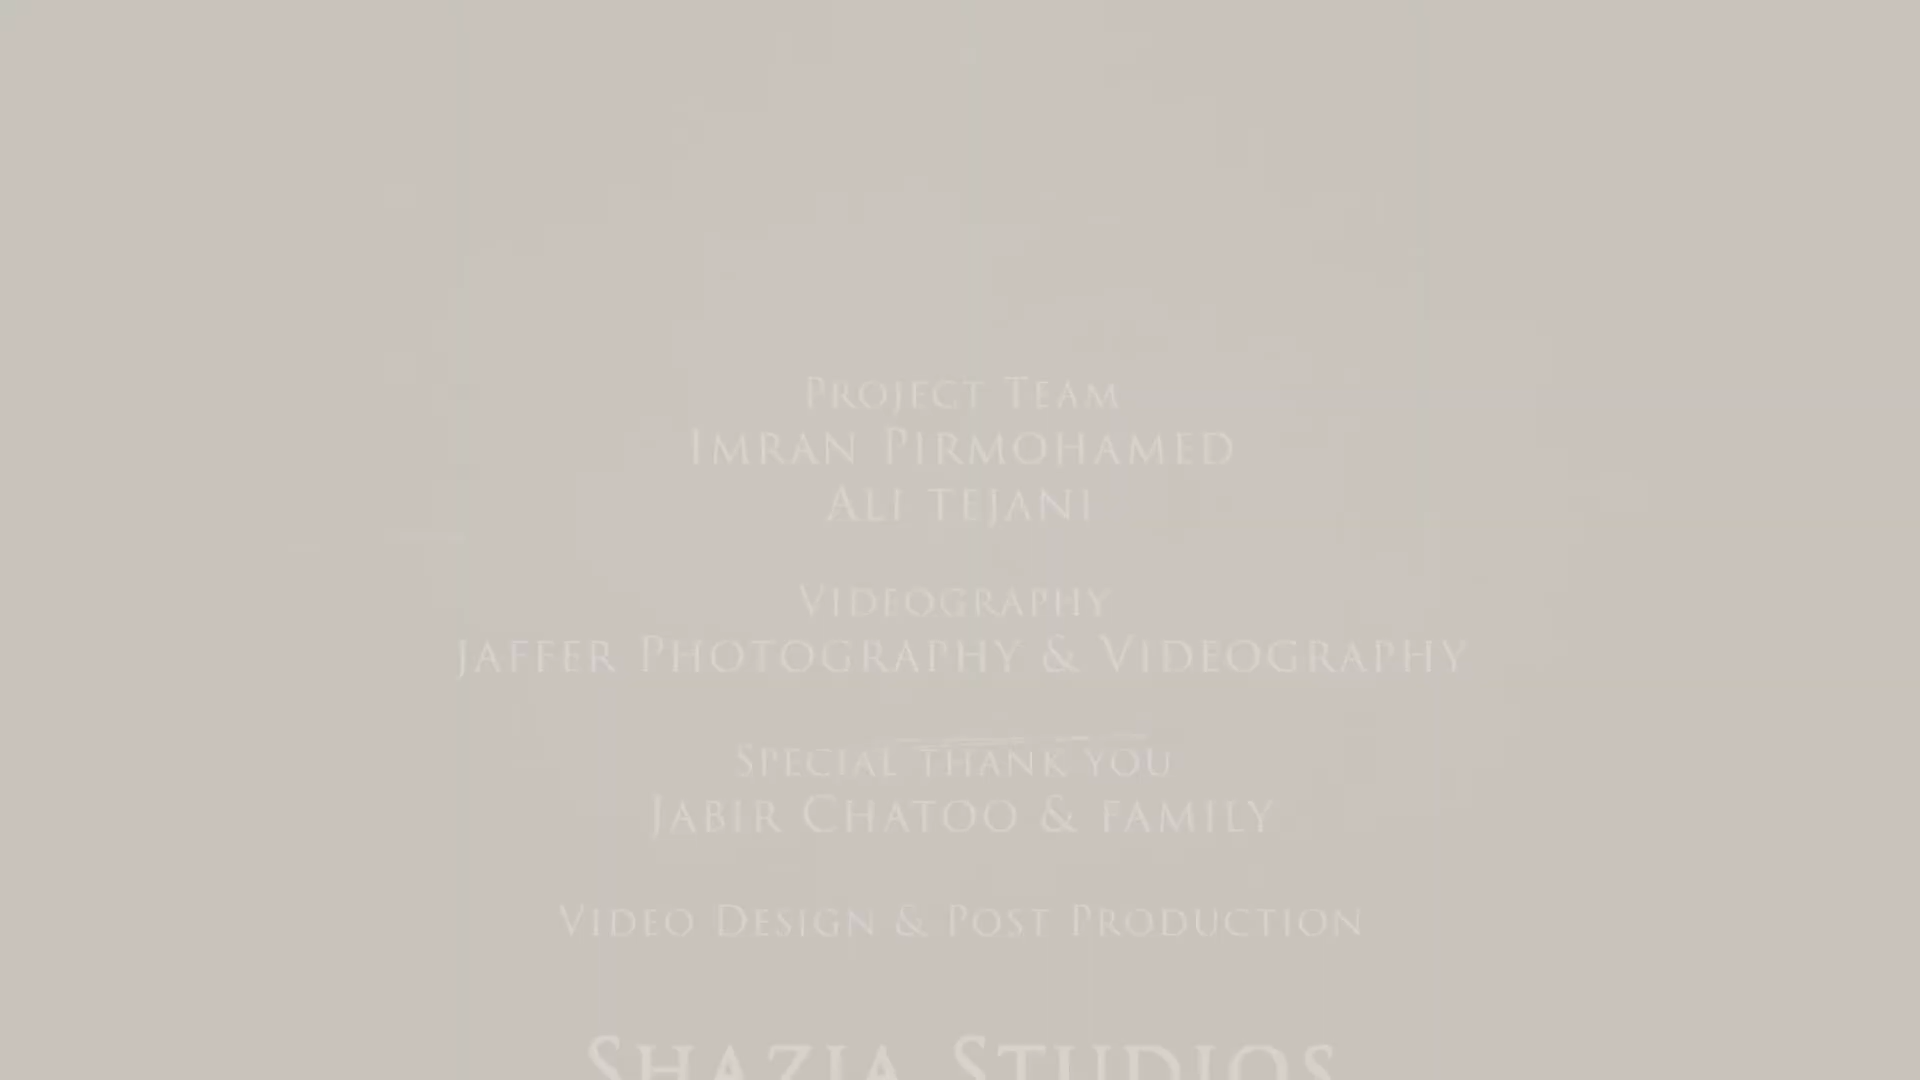 Project Team
Imran Pirmohamed
Ali Tejani
Videography
Jaffer Photography & Videography
Special thank you
Jabir Chatoo & family
Video Design & Post Production
Shazia Studios